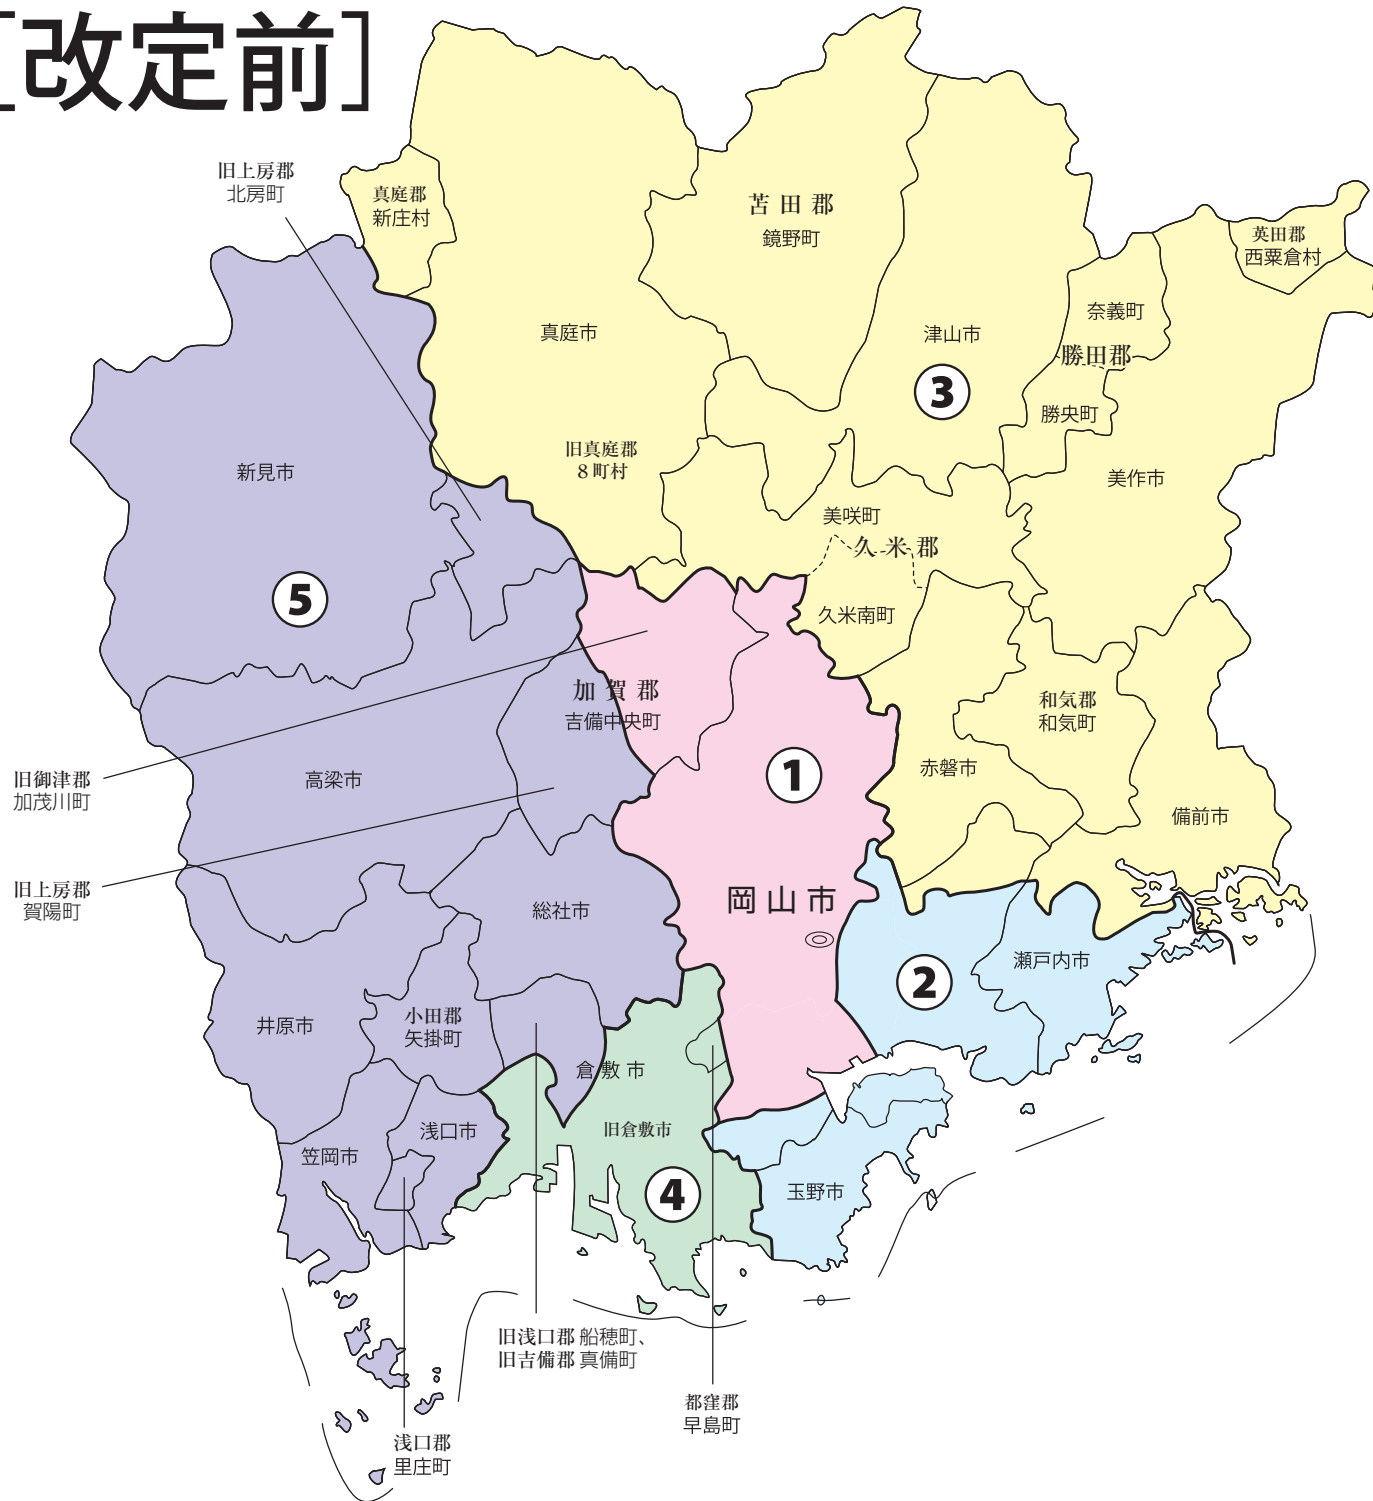 ［改定前］
旧上房郡
北房町
真庭郡
新庄村
苫田郡
鏡野町
英田郡
西粟倉村
奈義町
真庭市
津山市
勝田郡
3
勝央町
旧真庭郡
８町村
新見市
美作市
美咲町
久米郡
5
久米南町
加賀郡
吉備中央町
和気郡
和気町
旧御津郡
加茂川町
高梁市
1
赤磐市
備前市
旧上房郡
賀陽町
総社市
岡山市
瀬戸内市
2
井原市
小田郡
矢掛町
倉敷市
浅口市
旧倉敷市
笠岡市
4
玉野市
旧浅口郡 船穂町、
旧吉備郡 真備町
都窪郡
早島町
浅口郡
里庄町